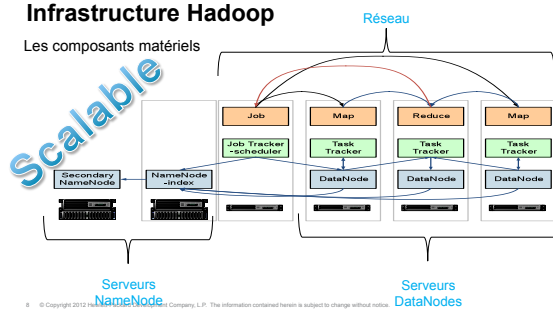 Infrastructure Hadoop
Réseau
Les composants matériels
Scalable
Job
Map
Reduce
Map
Job Tracker
-scheduler
Task
Tracker
Task
Tracker
Task
Tracker
Secondary
NameNode
NameNode
-index
DataNode
DataNode
DataNode
Serveurs
NameNode
Serveurs
DataNodes
6 © Copyright 2012 Development Company, L.P. The information contained herein is subject to change without notice.